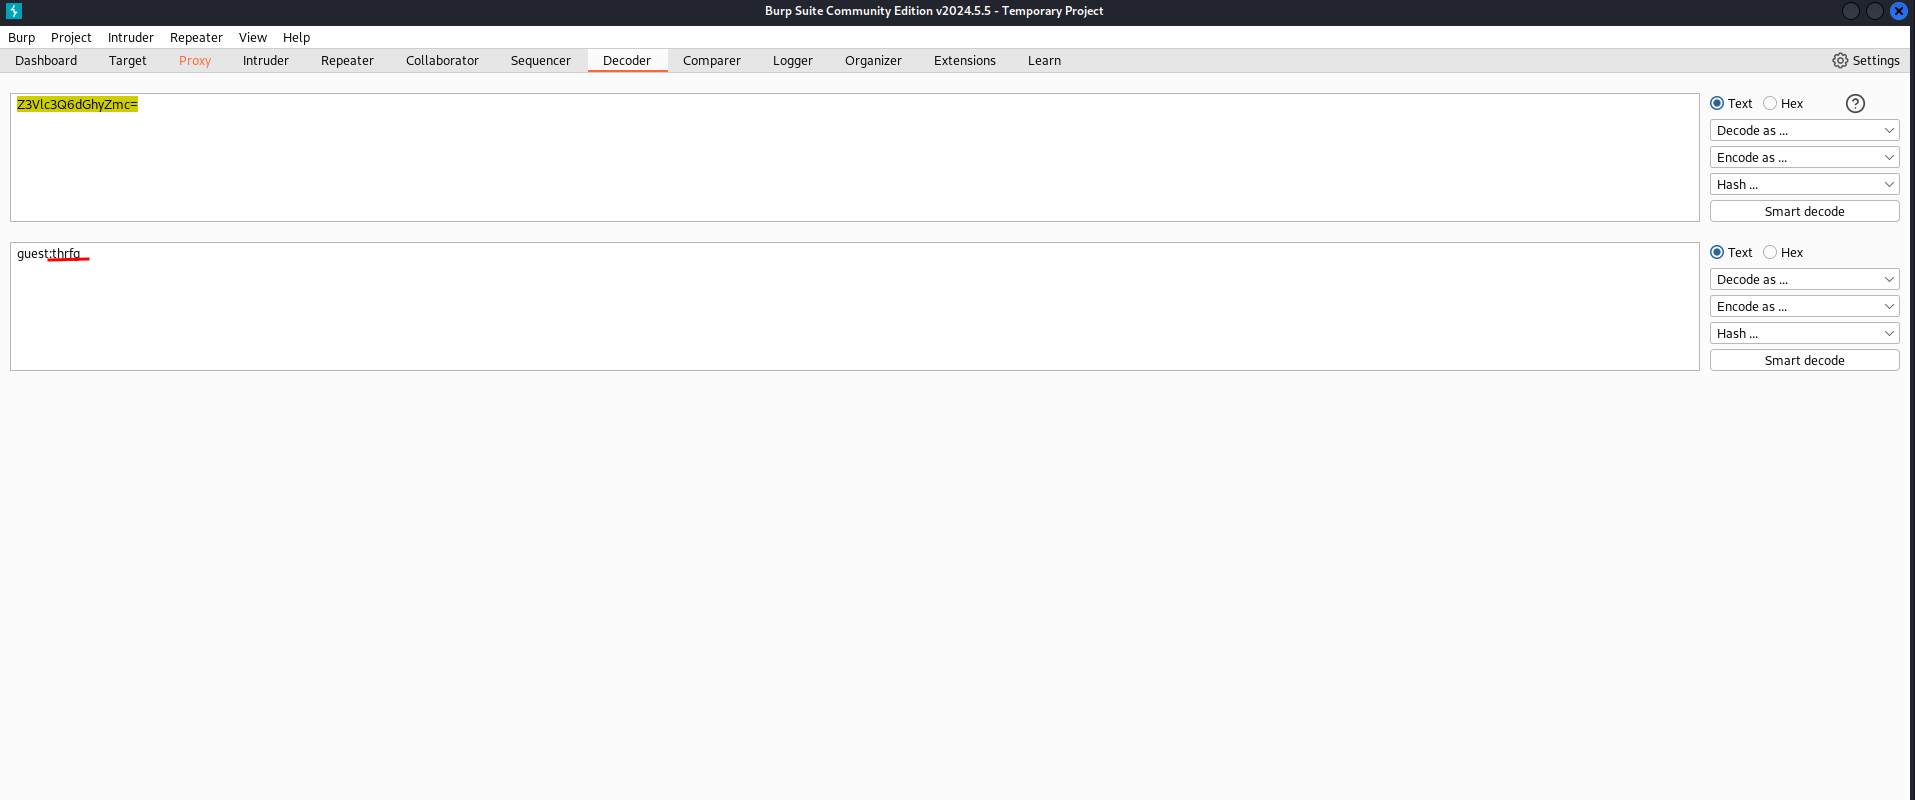 Burp Suite Community Edition v2024.5.5 - Temporary Project
Burp Project Intruder Repeater View Help
Dashboard Target Proxy Intruder Repeater Collaborator Sequencer Decoder Comparer Logger Organizer Extensions Learn Settings
Z3Vlc3Q6dGhyZmc=
Text Hex ?
Decode as ...
Encode as ...
Hash ...
Smart decode
guest:thrfg
Text Hex
Decode as ...
Encode as ...
Hash ...
Smart decode